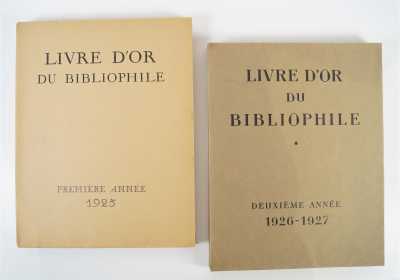 LIVRE D'OR
DU BIBLIOPHILE
PREMIÈRE ANNÉE
1925
LIVRE D'OR
DU
BIBLIOPHILE
DEUXIÈME ANNÉE
1926-1927